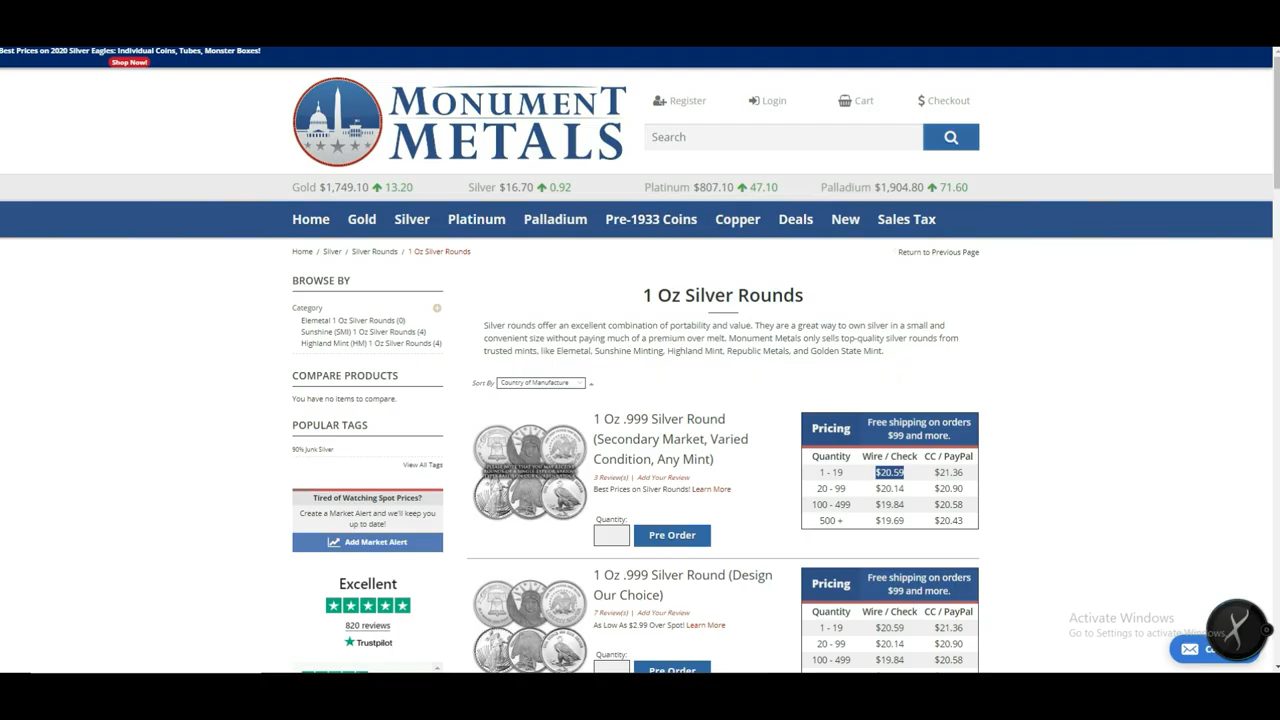 Best Prices on 2020 Silver Eagles: Individual Coins, Tubes, Monster Boxes!
Shop Now!
MONUMENT
METALS
Register
Login
Cart
Checkout
Search
Gold $1,749.10 13.20
Silver $16.70 0.92
Platinum $807.10 47.10
Palladium $1,904.80 71.60
Home Gold Silver Platinum Palladium Pre-1933 Coins Copper Deals New Sales Tax
Home / Silver / Silver Rounds / 1 Oz Silver Rounds
Return to Previous Page
BROWSE BY
Category
Elemetal 1 Oz Silver Rounds (0)
Sunshine (SMI) 1 Oz Silver Rounds (4)
Highland Mint (HM) 1 Oz Silver Rounds (4)
COMPARE PRODUCTS
You have no items to compare.
POPULAR TAGS
90% Junk Silver
View All Tags
Tired of Watching Spot Prices?
Create a Market Alert and we'll keep you
up to date!
Add Market Alert
Excellent
820 reviews
Trustpilot
1 Oz Silver Rounds
Silver rounds offer an excellent combination of portability and value. They are a great way to own silver in a small and
convenient size without paying much of a premium over melt. Monument Metals only sells top-quality silver rounds from
trusted mints, like Elemetal, Sunshine Minting, Highland Mint, Republic Metals, and Golden State Mint.
Sort By Country of Manufacture
1 Oz .999 Silver Round
(Secondary Market, Varied
Condition, Any Mint)
3 Review(s) | Add Your Review
Best Prices on Silver Rounds! Learn More
Quantity:
Pre Order
Pricing
Free shipping on orders
$99 and more.
Quantity Wire / Check CC / PayPal
1 - 19 $20.59 $21.36
20 - 99 $20.14 $20.90
100 - 499 $19.84 $20.58
500 + $19.69 $20.43
1 Oz .999 Silver Round (Design
Our Choice)
7 Review(s) | Add Your Review
As Low As $2.99 Over Spot! Learn More
Quantity:
Pre Order
Pricing
Free shipping on orders
$99 and more.
Quantity Wire / Check CC / PayPal
1 - 19 $20.59 $21.36
20 - 99 $20.14 $20.90
100 - 499 $19.84 $20.58
Activate Windows
Go to Settings to activate Windows.